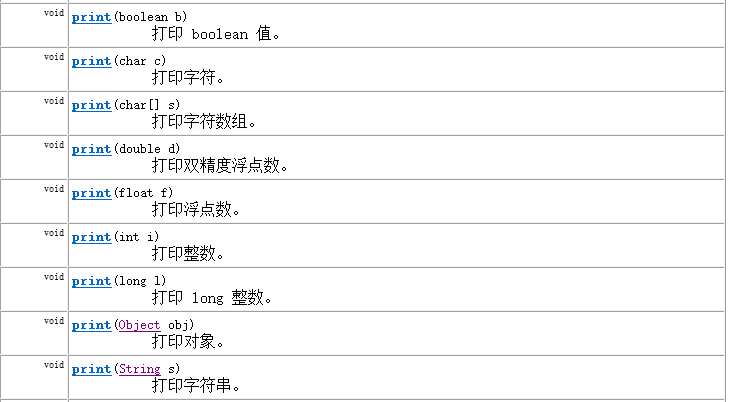 void print(boolean b)
打印 boolean 值。
void print(char c)
打印字符。
void print(char[] s)
打印字符数组。
void print(double d)
打印双精度浮点数。
void print(float f)
打印浮点数。
void print(int i)
打印整数。
void print(long l)
打印 long 整数。
void print(Object obj)
打印对象。
void print(String s)
打印字符串。